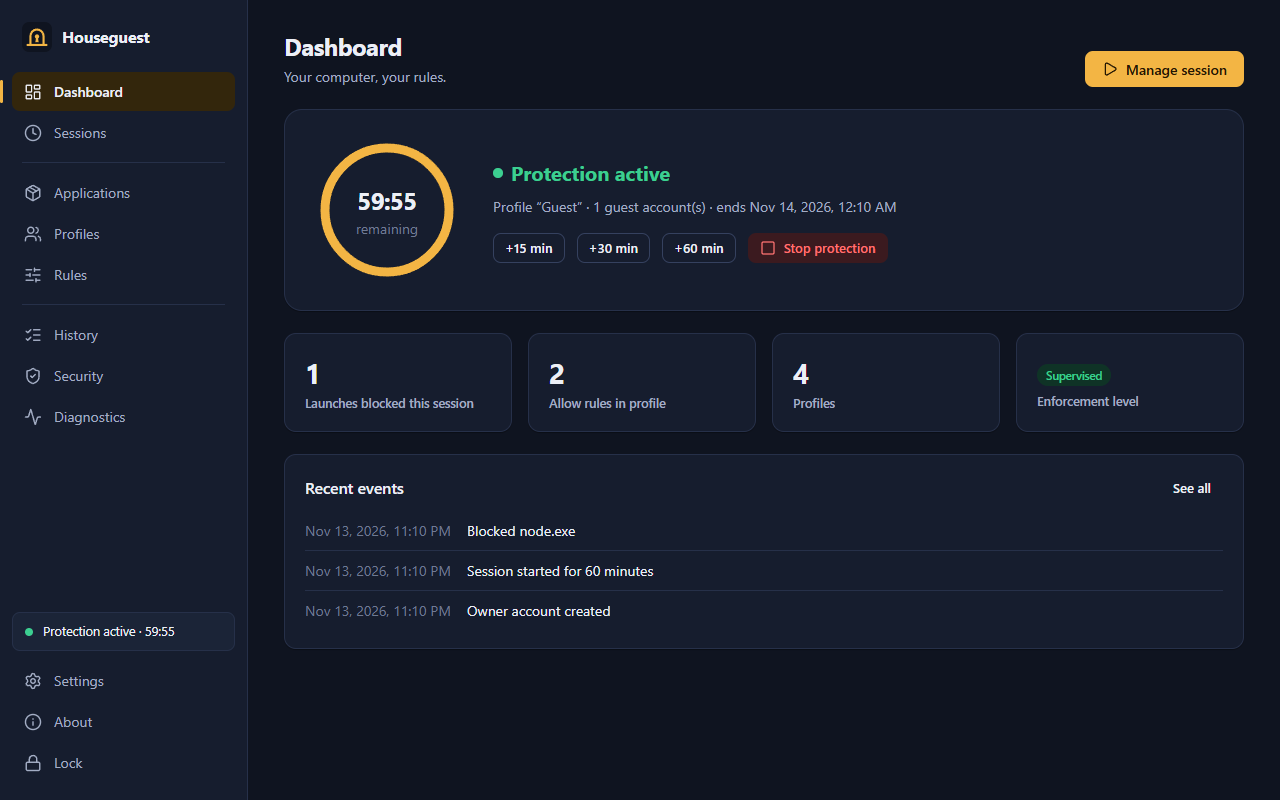 Houseguest
Dashboard
Sessions
Applications
Profiles
Rules
History
Security
Diagnostics
Protection active · 59:55
Settings
About
Lock
Dashboard
Your computer, your rules.
Manage session
59:55
remaining
Protection active
Profile “Guest” · 1 guest account(s) · ends Nov 14, 2026, 12:10 AM
+15 min
+30 min
+60 min
Stop protection
1
Launches blocked this session
2
Allow rules in profile
4
Profiles
Supervised
Enforcement level
Recent events
See all
Nov 13, 2026, 11:10 PM Blocked node.exe
Nov 13, 2026, 11:10 PM Session started for 60 minutes
Nov 13, 2026, 11:10 PM Owner account created